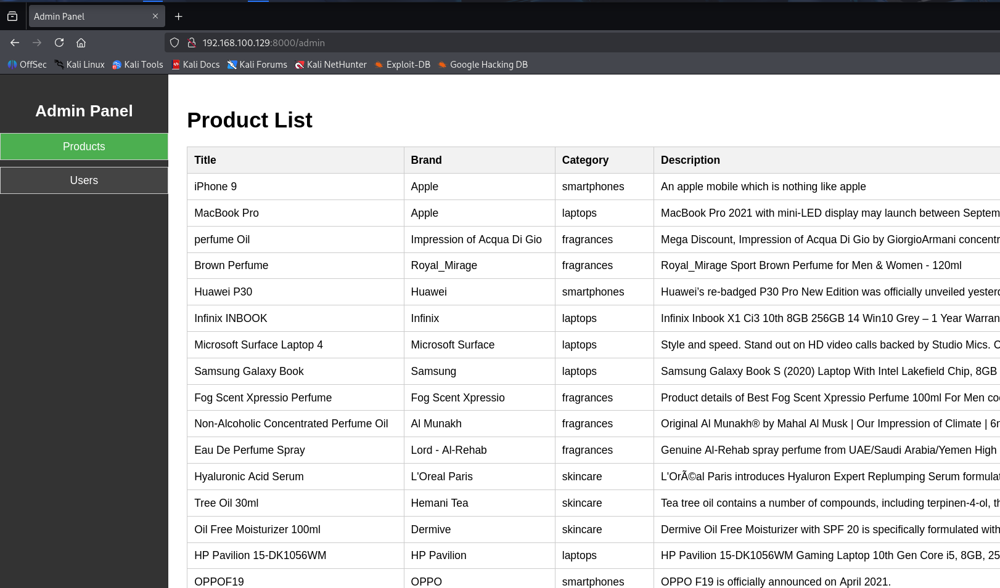 Admin Panel
192.168.100.129:8000/admin
OffSec Kali Linux Kali Tools Kali Docs Kali Forums Kali NetHunter Exploit-DB Google Hacking DB
Admin Panel
Products
Users
Product List
Title Brand Category Description
iPhone 9 Apple smartphones An apple mobile which is nothing like apple
MacBook Pro Apple laptops MacBook Pro 2021 with mini-LED display may launch between Septem
perfume Oil Impression of Acqua Di Gio fragrances Mega Discount, Impression of Acqua Di Gio by GiorgioArmani concentr
Brown Perfume Royal_Mirage fragrances Royal_Mirage Sport Brown Perfume for Men & Women - 120ml
Huawei P30 Huawei smartphones Huawei’s re-badged P30 Pro New Edition was officially unveiled yester
Infinix INBOOK Infinix laptops Infinix Inbook X1 Ci3 10th 8GB 256GB 14 Win10 Grey – 1 Year Warran
Microsoft Surface Laptop 4 Microsoft Surface laptops Style and speed. Stand out on HD video calls backed by Studio Mics.
Samsung Galaxy Book Samsung laptops Samsung Galaxy Book S (2020) Laptop With Intel Lakefield Chip, 8GB
Fog Scent Xpressio Perfume Fog Scent Xpressio fragrances Product details of Best Fog Scent Xpressio Perfume 100ml For Men co
Non-Alcoholic Concentrated Perfume Oil Al Munakh fragrances Original Al Munakh® by Mahal Al Musk | Our Impression of Climate | 6
Eau De Perfume Spray Lord - Al-Rehab fragrances Genuine Al-Rehab spray perfume from UAE/Saudi Arabia/Yemen High
Hyaluronic Acid Serum L'Oreal Paris skincare L'OrÃ©al Paris introduces Hyaluron Expert Replumping Serum formulat
Tree Oil 30ml Hemani Tea skincare Tea tree oil contains a number of compounds, including terpinen-4-ol, th
Oil Free Moisturizer 100ml Dermive skincare Dermive Oil Free Moisturizer with SPF 20 is specifically formulated with
HP Pavilion 15-DK1056WM HP Pavilion laptops HP Pavilion 15-DK1056WM Gaming Laptop 10th Gen Core i5, 8GB, 25
OPPOF19 OPPO smartphones OPPO F19 is officially announced on April 2021.